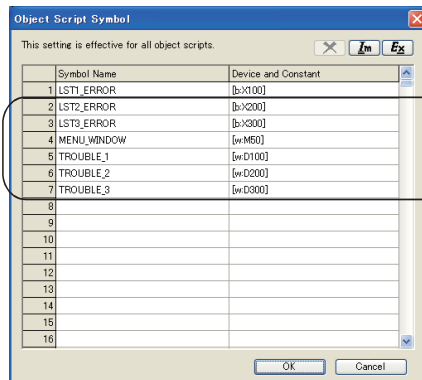 Object Script Symbol
This setting is effective for all object scripts.
Im Ex
Symbol Name Device and Constant
1 LST1_ERROR [b:X100]
2 LST2_ERROR [b:X200]
3 LST3_ERROR [b:X300]
4 MENU_WINDOW [w:M50]
5 TROUBLE_1 [w:D100]
6 TROUBLE_2 [w:D200]
7 TROUBLE_3 [w:D300]
8
9
10
11
12
13
14
15
16
OK Cancel